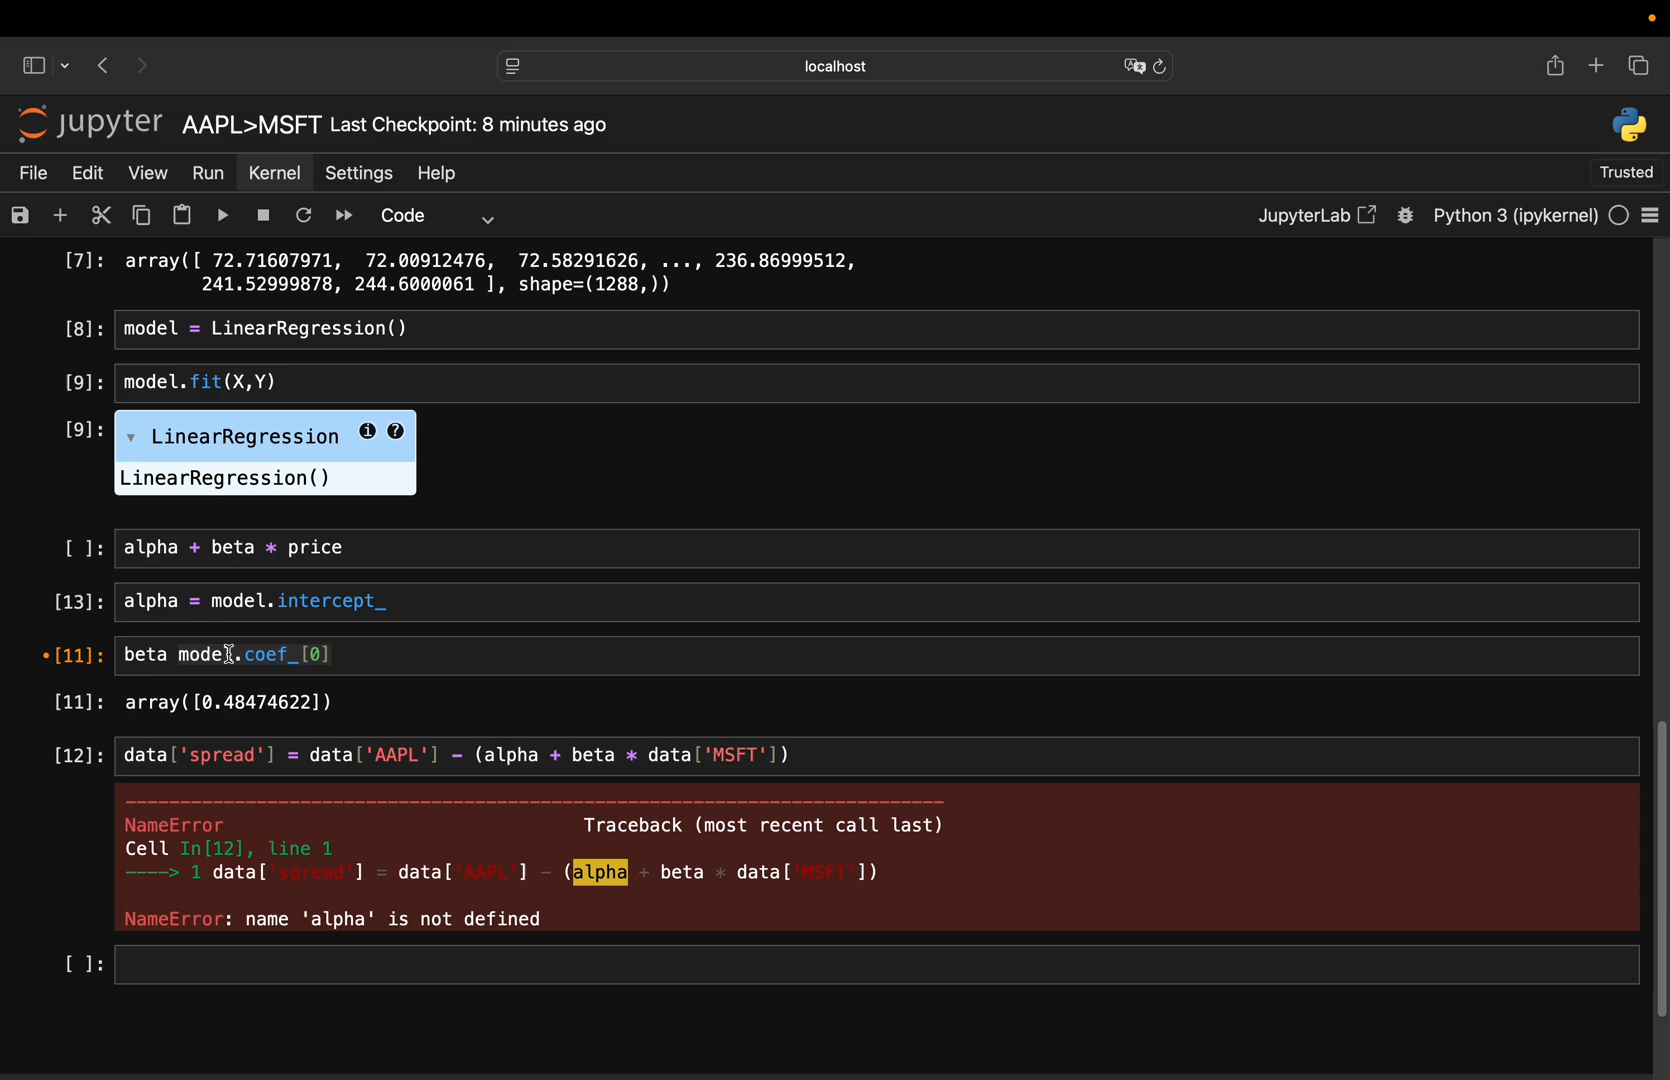 localhost
jupyter AAPL>MSFT Last Checkpoint: 8 minutes ago
File Edit View Run Kernel Settings Help Trusted
Code JupyterLab Python 3 (ipykernel)
[7]: array([ 72.71607971,  72.00912476,  72.58291626, ..., 236.86999512,
241.52999878, 244.6000061 ], shape=(1288,))
[8]: model = LinearRegression()
[9]: model.fit(X,Y)
[9]: LinearRegression i ?
LinearRegression()
[ ]: alpha + beta * price
[13]: alpha = model.intercept_
[11]: beta model.coef_[0]
[11]: array([0.48474622])
[12]: data['spread'] = data['AAPL'] - (alpha + beta * data['MSFT'])
NameError Traceback (most recent call last)
Cell In[12], line 1
----> 1 data['spread'] = data['AAPL'] - (alpha + beta * data['MSFT'])
NameError: name 'alpha' is not defined
[ ]: